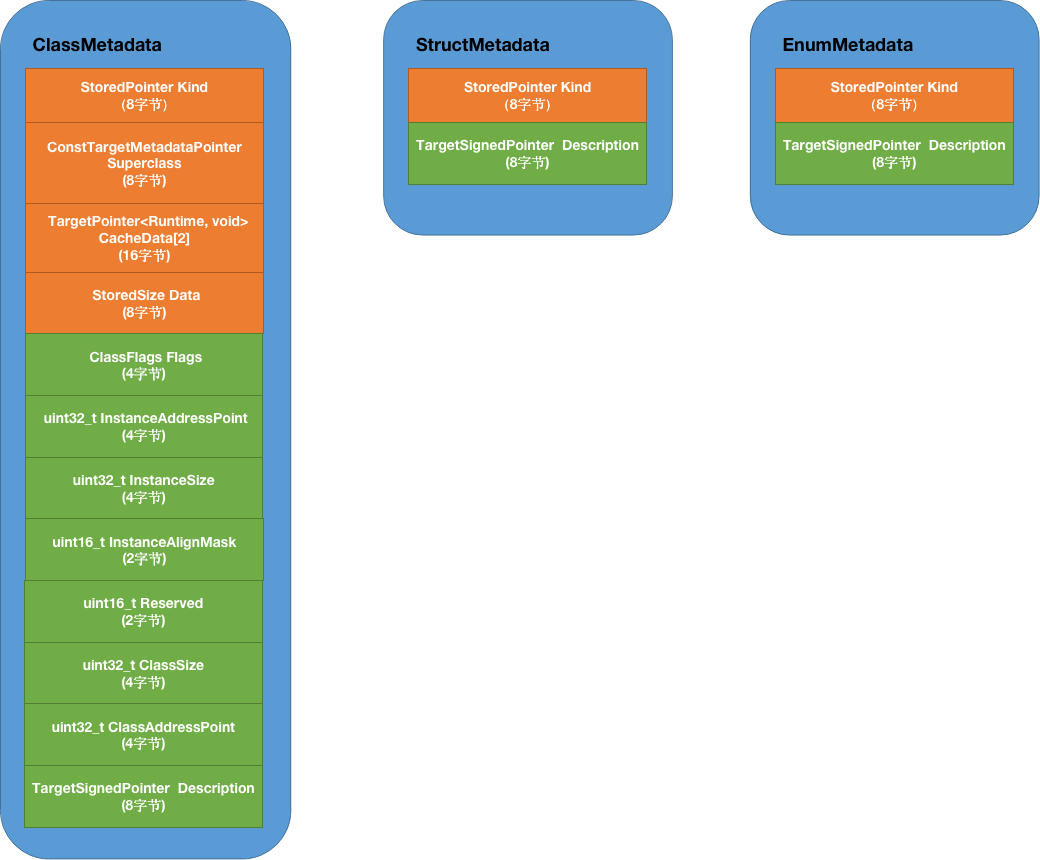 ClassMetadata
StoredPointer Kind
（8字节）
ConstTargetMetadataPointer
Superclass
(8字节)
TargetPointer<Runtime, void>
CacheData[2]
(16字节)
StoredSize Data
(8字节)
ClassFlags Flags
(4字节)
uint32_t InstanceAddressPoint
(4字节)
uint32_t InstanceSize
(4字节)
uint16_t InstanceAlignMask
(2字节)
uint16_t Reserved
(2字节)
uint32_t ClassSize
(4字节)
uint32_t ClassAddressPoint
(4字节)
TargetSignedPointer  Description
(8字节)
StructMetadata
StoredPointer Kind
（8字节）
TargetSignedPointer  Description
(8字节)
EnumMetadata
StoredPointer Kind
（8字节）
TargetSignedPointer  Description
(8字节)